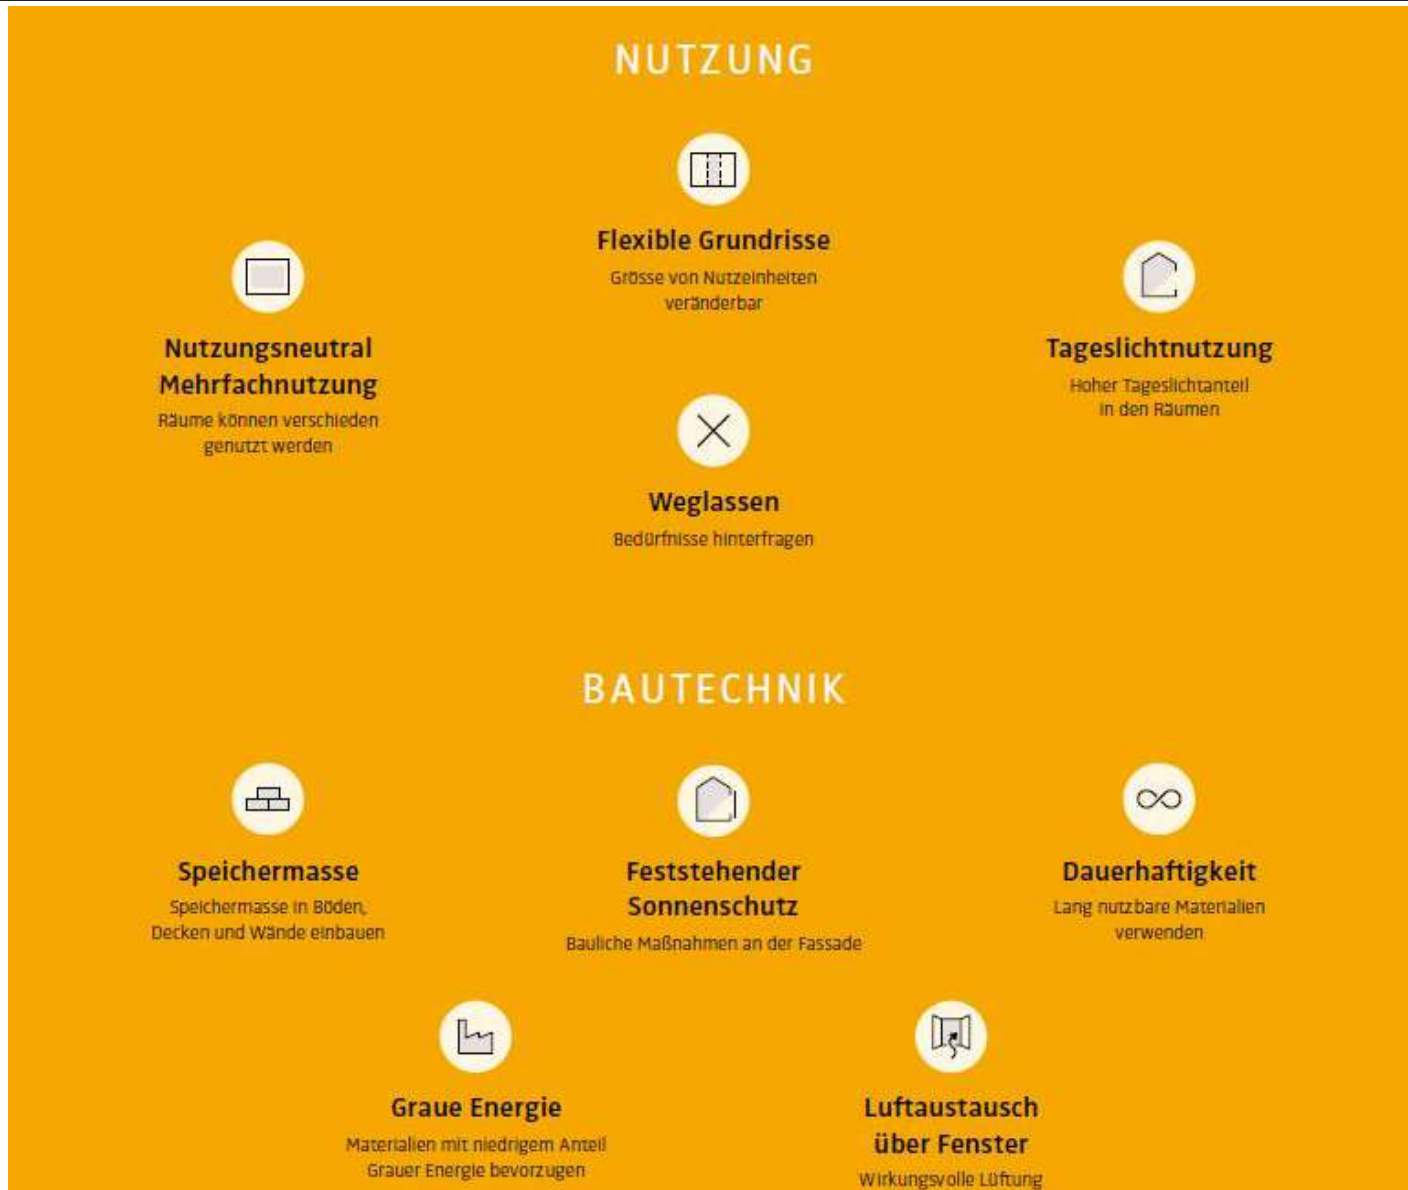 NUTZUNG
Flexible Grundrisse
Grösse von Nutzeinheiten
veränderbar
Nutzungsneutral
Mehrfachnutzung
Räume können verschieden
genutzt werden
Tageslichtnutzung
Hoher Tageslichtanteil
in den Räumen
Weglassen
Bedürfnisse hinterfragen
BAUTECHNIK
Speichermasse
Speichermasse in Böden,
Decken und Wände einbauen
Feststehender
Sonnenschutz
Bauliche Maßnahmen an der Fassade
Dauerhaftigkeit
Lang nutzbare Materialien
verwenden
Graue Energie
Materialien mit niedrigem Anteil
Grauer Energie bevorzugen
Luftaustausch
über Fenster
Wirkungsvolle Lüftung